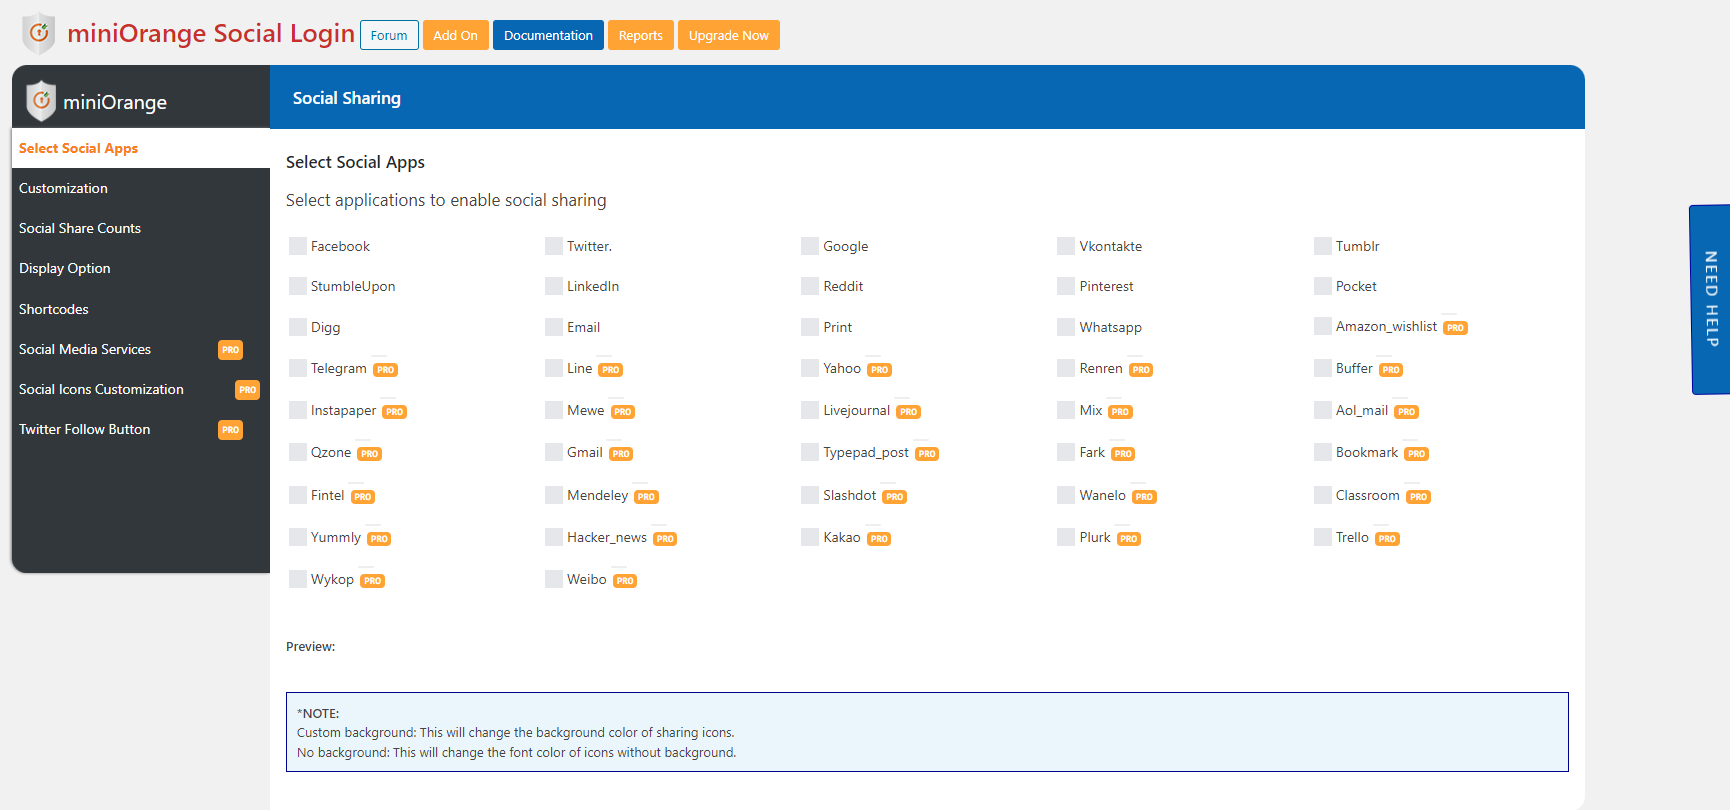 miniOrange Social Login Forum Add On Documentation Reports Upgrade Now
miniOrange
Social Sharing
Select Social Apps
Customization
Social Share Counts
Display Option
Shortcodes
Social Media Services PRO
Social Icons Customization PRO
Twitter Follow Button PRO
Select Social Apps
Select applications to enable social sharing
Facebook Twitter. Google Vkontakte Tumblr
StumbleUpon LinkedIn Reddit Pinterest Pocket
Digg Email Print Whatsapp Amazon_wishlist PRO
Telegram PRO Line PRO Yahoo PRO Renren PRO Buffer PRO
Instapaper PRO Mewe PRO Livejournal PRO Mix PRO Aol_mail PRO
Qzone PRO Gmail PRO Typepad_post PRO Fark PRO Bookmark PRO
Fintel PRO Mendeley PRO Slashdot PRO Wanelo PRO Classroom PRO
Yummly PRO Hacker_news PRO Kakao PRO Plurk PRO Trello PRO
Wykop PRO Weibo PRO
Preview:
*NOTE:
Custom background: This will change the background color of sharing icons.
No background: This will change the font color of icons without background.
NEED HELP